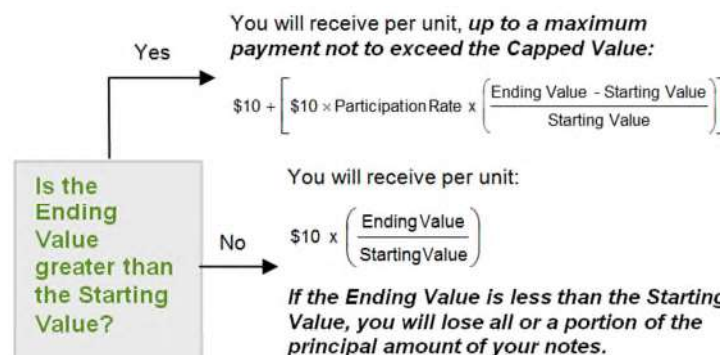 You will receive per unit, up to a maximum
payment not to exceed the Capped Value:
Yes
$10 + [ $10 × Participation Rate x ( Ending Value - Starting Value / Starting Value ) ]
Is the
Ending
Value
greater than
the Starting
Value?
No
You will receive per unit:
$10 x ( Ending Value / Starting Value )
If the Ending Value is less than the Starting
Value, you will lose all or a portion of the
principal amount of your notes.